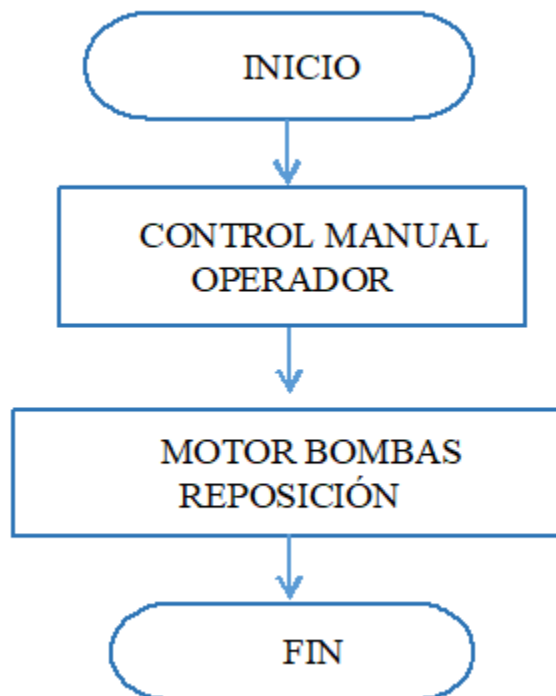 INICIO
CONTROL MANUAL
OPERADOR
MOTOR BOMBAS
REPOSICIÓN
FIN